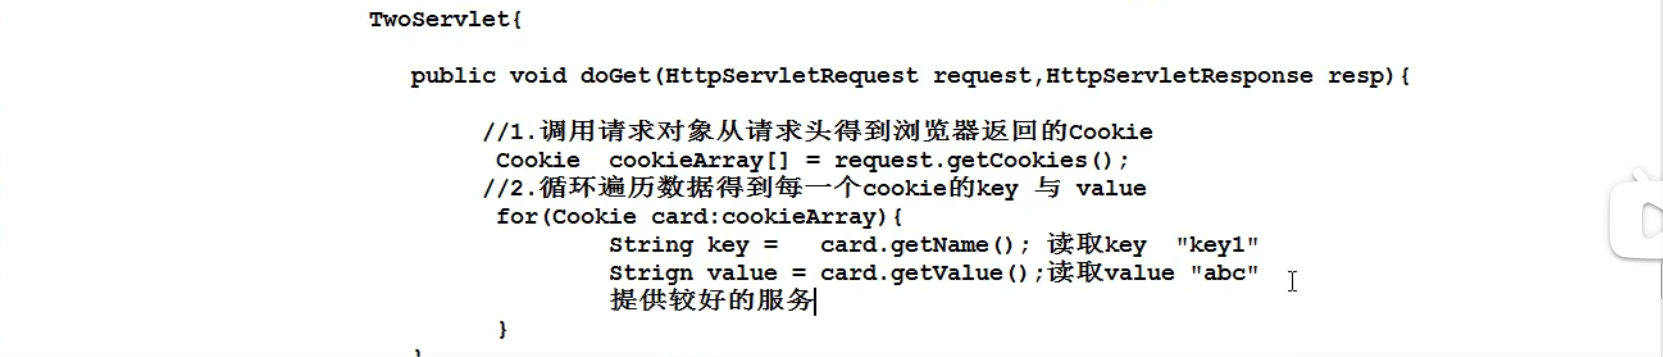 TwoServlet{
public void doGet(HttpServletRequest request,HttpServletResponse resp){
//1.调用请求对象从请求头得到浏览器返回的Cookie
Cookie cookieArray[] = request.getCookies();
//2.循环遍历数据得到每一个cookie的key 与 value
for(Cookie card:cookieArray){
String key = card.getName(); 读取key "key1"
Strign value = card.getValue();读取value "abc"
提供较好的服务
}
}